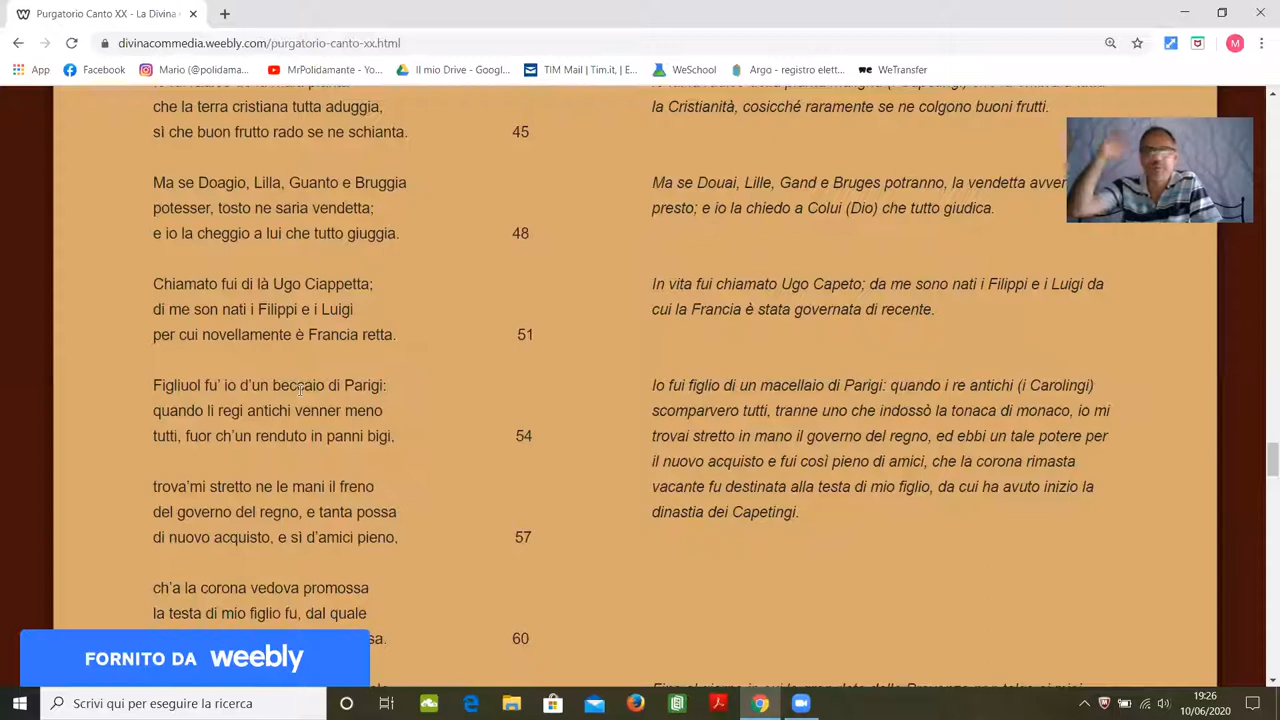 Purgatorio Canto XX - La Divina
divinacommedia.weebly.com/purgatorio-canto-xx.html
App
Facebook
Mario (@polidama...
MrPolidamante - Yo...
Il mio Drive - Googl...
TIM Mail | Tim.it, | E...
WeSchool
Argo - registro elett...
WeTransfer
che la terra cristiana tutta aduggia,
sì che buon frutto rado se ne schianta.
45
Ma se Doagio, Lilla, Guanto e Bruggia
potesser, tosto ne saria vendetta;
e io la cheggio a lui che tutto giuggia.
48
Chiamato fui di là Ugo Ciappetta;
di me son nati i Filippi e i Luigi
per cui novellamente è Francia retta.
51
Figliuol fu' io d'un beccaio di Parigi:
quando li regi antichi venner meno
tutti, fuor ch'un renduto in panni bigi,
54
trova'mi stretto ne le mani il freno
del governo del regno, e tanta possa
di nuovo acquisto, e sì d'amici pieno,
57
ch'a la corona vedova promossa
la testa di mio figlio fu, dal quale
sa.
60
la Cristianità, cosicché raramente se ne colgono buoni frutti.
Ma se Douai, Lille, Gand e Bruges potranno, la vendetta avver
presto; e io la chiedo a Colui (Dio) che tutto giudica.
In vita fui chiamato Ugo Capeto; da me sono nati i Filippi e i Luigi da
cui la Francia è stata governata di recente.
Io fui figlio di un macellaio di Parigi: quando i re antichi (i Carolingi)
scomparvero tutti, tranne uno che indossò la tonaca di monaco, io mi
trovai stretto in mano il governo del regno, ed ebbi un tale potere per
il nuovo acquisto e fui così pieno di amici, che la corona rimasta
vacante fu destinata alla testa di mio figlio, da cui ha avuto inizio la
dinastia dei Capetingi.
FORNITO DA weebly
Scrivi qui per eseguire la ricerca
19:26
10/06/2020